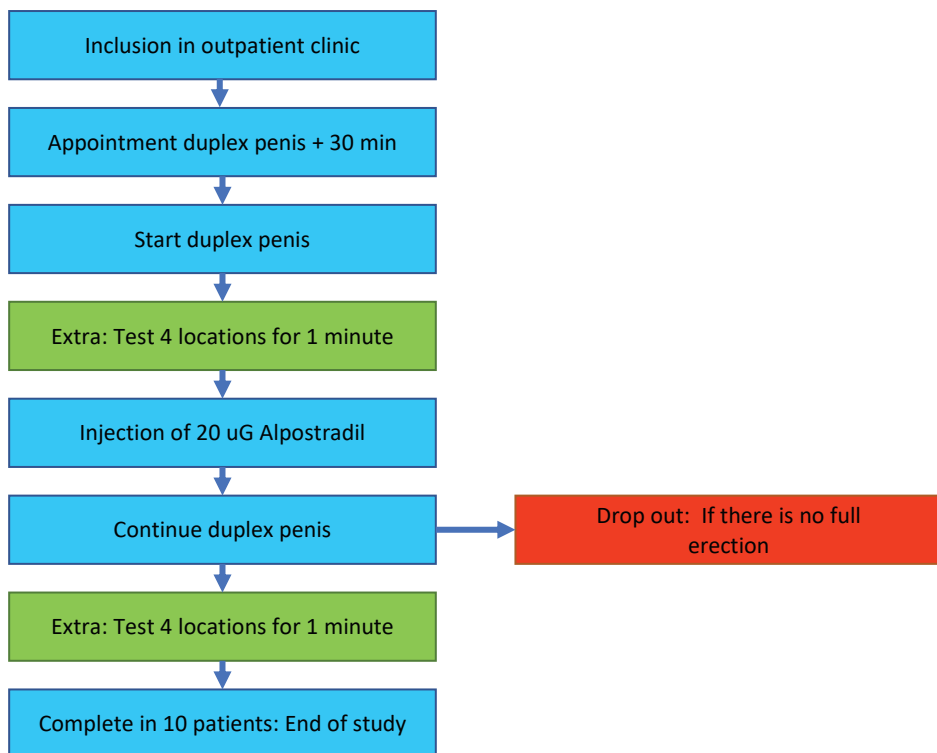 Inclusion in outpatient clinic
Appointment duplex penis + 30 min
Start duplex penis
Extra: Test 4 locations for 1 minute
Injection of 20 uG Alpostradil
Continue duplex penis
Drop out:  If there is no full
erection
Extra: Test 4 locations for 1 minute
Complete in 10 patients: End of study